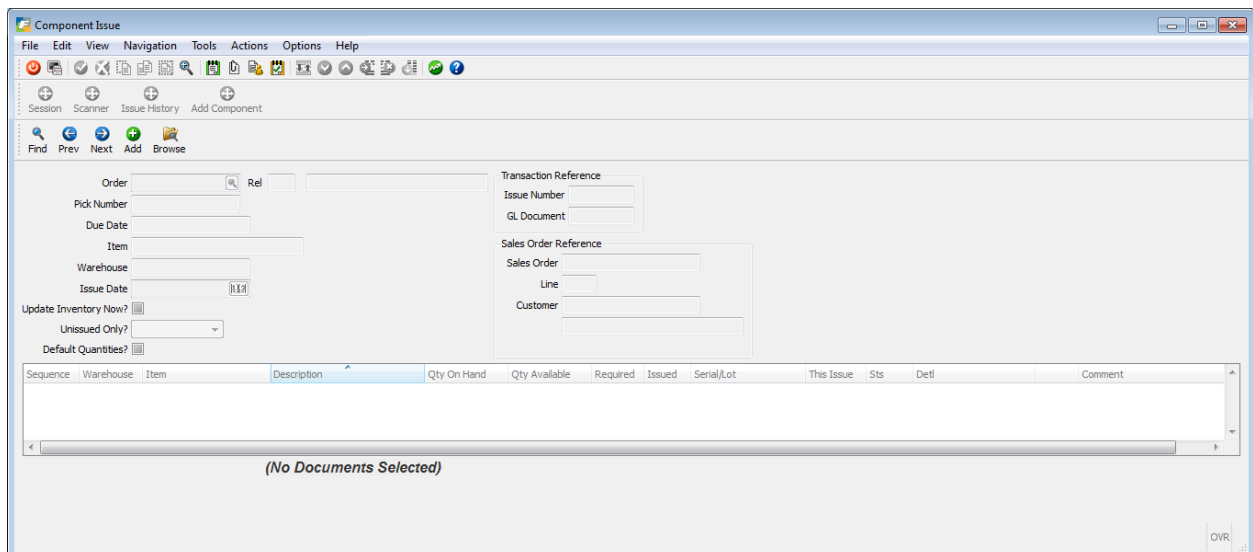 Component Issue
File Edit View Navigation Tools Actions Options Help
Session Scanner Issue History Add Component
Find Prev Next Add Browse
Order Rel
Pick Number
Due Date
Item
Warehouse
Issue Date
Update Inventory Now?
Unissued Only?
Default Quantities?
Transaction Reference
Issue Number
GL Document
Sales Order Reference
Sales Order
Line
Customer
Sequence Warehouse Item Description Qty On Hand Qty Available Required Issued Serial/Lot This Issue Sts Detl Comment
(No Documents Selected)
OVR